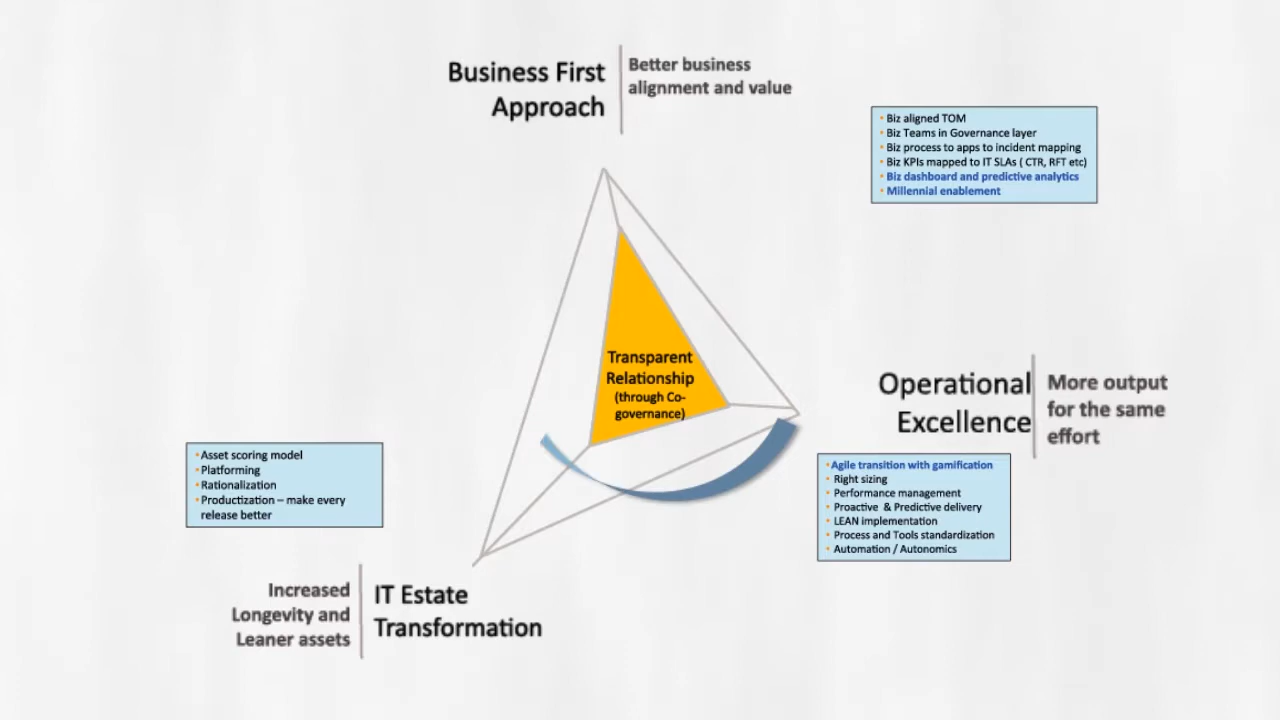 Business First
Approach
Better business
alignment and value
• Biz aligned TOM
• Biz Teams in Governance layer
• Biz process to apps to incident mapping
• Biz KPIs mapped to IT SLAs ( CTR, RFT etc)
• Biz dashboard and predictive analytics
• Millennial enablement
Transparent
Relationship
(through Co-
governance)
Operational
Excellence
More output
for the same
effort
• Agile transition with gamification
• Right sizing
• Performance management
• Proactive & Predictive delivery
• LEAN implementation
• Process and Tools standardization
• Automation / Autonomics
• Asset scoring model
• Platforming
• Rationalization
• Productization – make every
release better
Increased
Longevity and
Leaner assets
IT Estate
Transformation